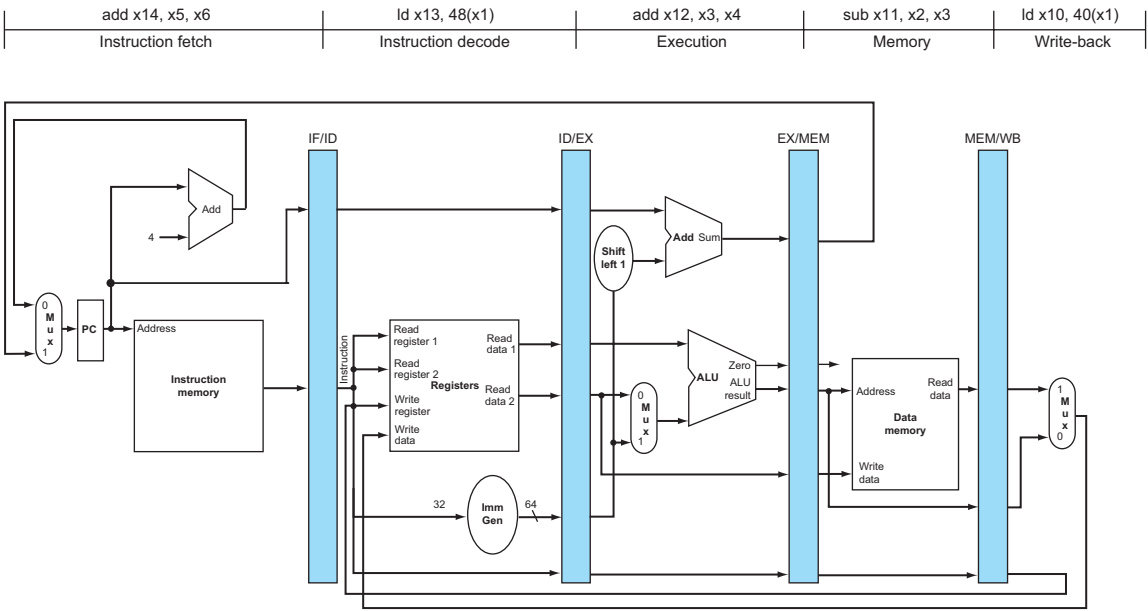 add x14, x5, x6
ld x13, 48(x1)
add x12, x3, x4
sub x11, x2, x3
ld x10, 40(x1)
Instruction fetch
Instruction decode
Execution
Memory
Write-back
IF/ID
ID/EX
EX/MEM
MEM/WB
Add
4
0
M
u
x
1
PC
Address
Instruction
memory
Instruction
Read
register 1
Read
register 2
Write
register
Write
data
Registers
Read
data 1
Read
data 2
32
Imm
Gen
64
Shift
left 1
Add Sum
0
M
u
x
1
ALU
Zero
ALU
result
Address
Read
data
Data
memory
Write
data
1
M
u
x
0